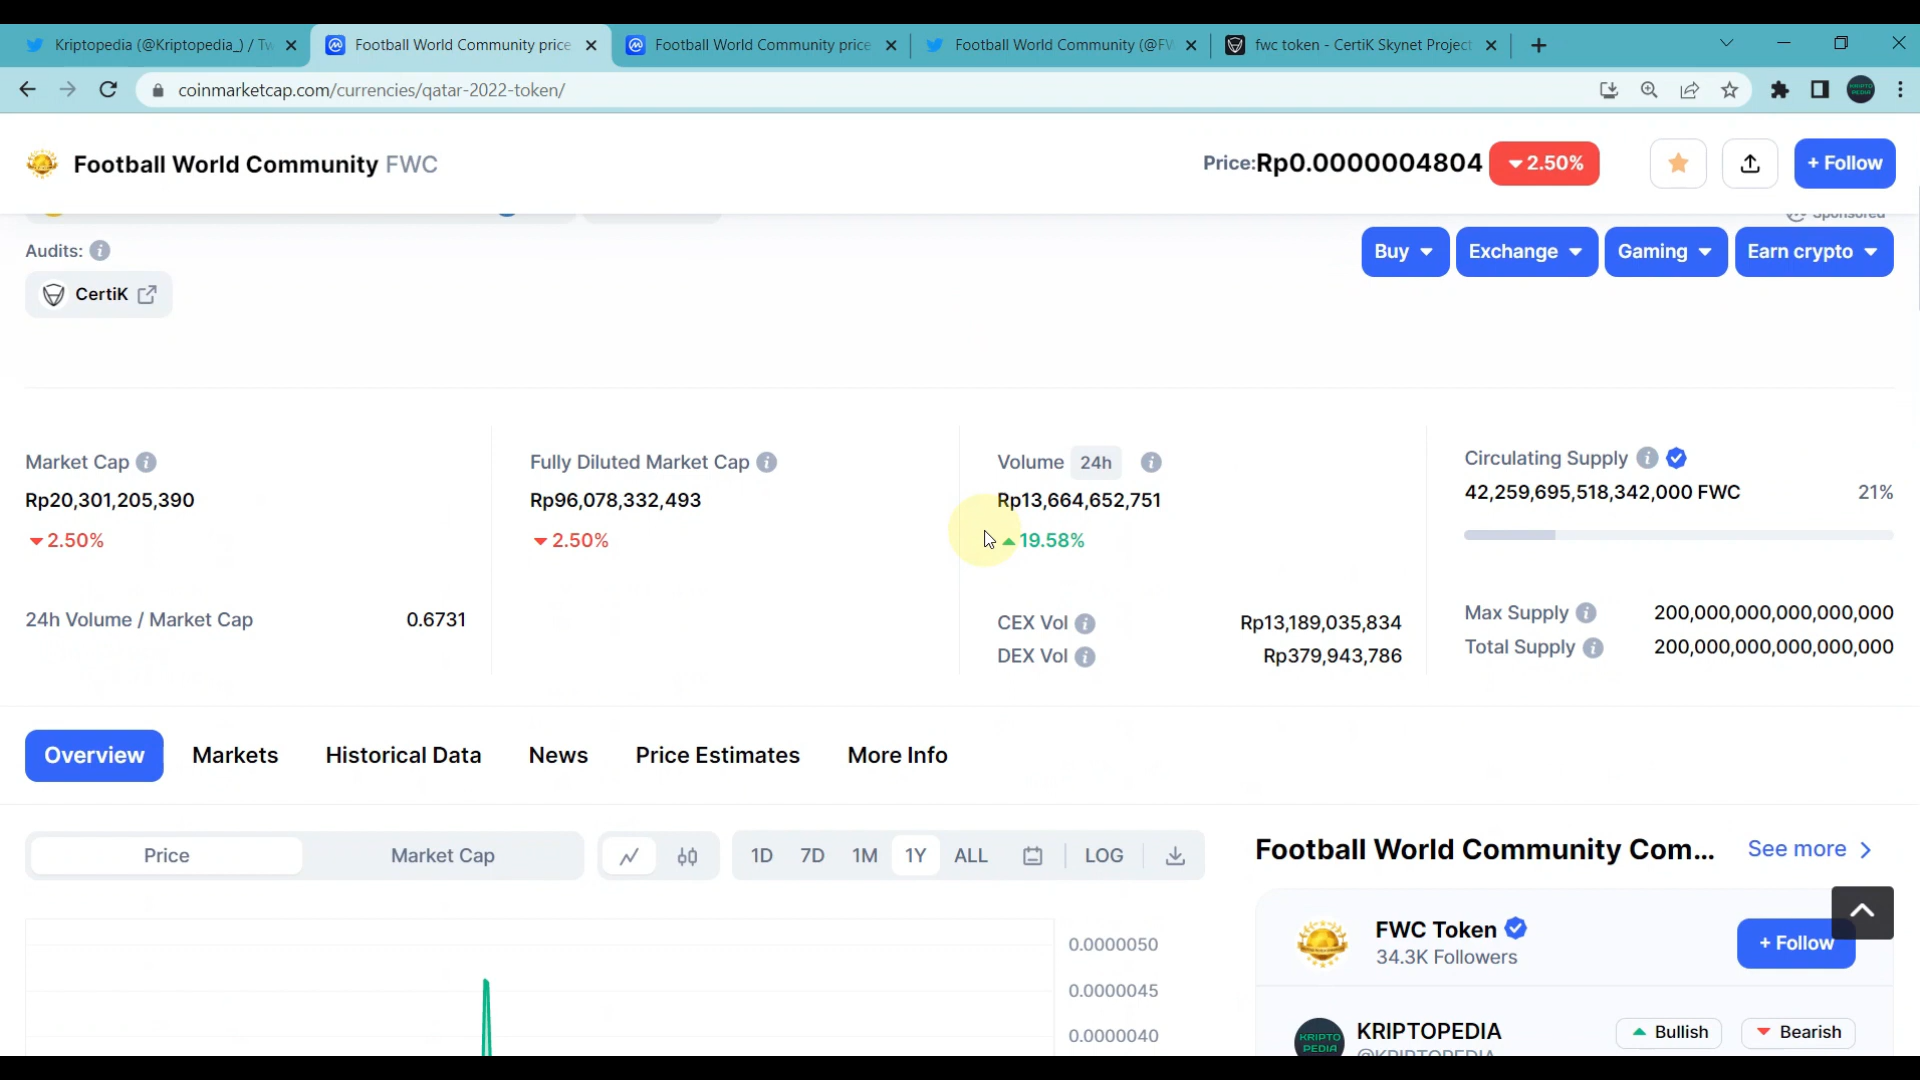 Kriptopedia (@Kriptopedia_) / Tw
Football World Community price
Football World Community price
Football World Community (@FW
fwc token - CertiK Skynet Project
coinmarketcap.com/currencies/qatar-2022-token/
Football World Community FWC
Price:Rp0.0000004804
2.50%
+ Follow
Sponsored
Audits:
CertiK
Buy
Exchange
Gaming
Earn crypto
Market Cap
Rp20,301,205,390
2.50%
24h Volume / Market Cap
0.6731
Fully Diluted Market Cap
Rp96,078,332,493
2.50%
Volume 24h
Rp13,664,652,751
19.58%
CEX Vol
Rp13,189,035,834
DEX Vol
Rp379,943,786
Circulating Supply
42,259,695,518,342,000 FWC
21%
Max Supply
200,000,000,000,000,000
Total Supply
200,000,000,000,000,000
Overview
Markets
Historical Data
News
Price Estimates
More Info
Price
Market Cap
1D
7D
1M
1Y
ALL
LOG
0.0000050
0.0000045
0.0000040
Football World Community Com...
See more
FWC Token
34.3K Followers
+ Follow
KRIPTO
PEDIA
KRIPTOPEDIA
@KRIPTOPEDIA
Bullish
Bearish